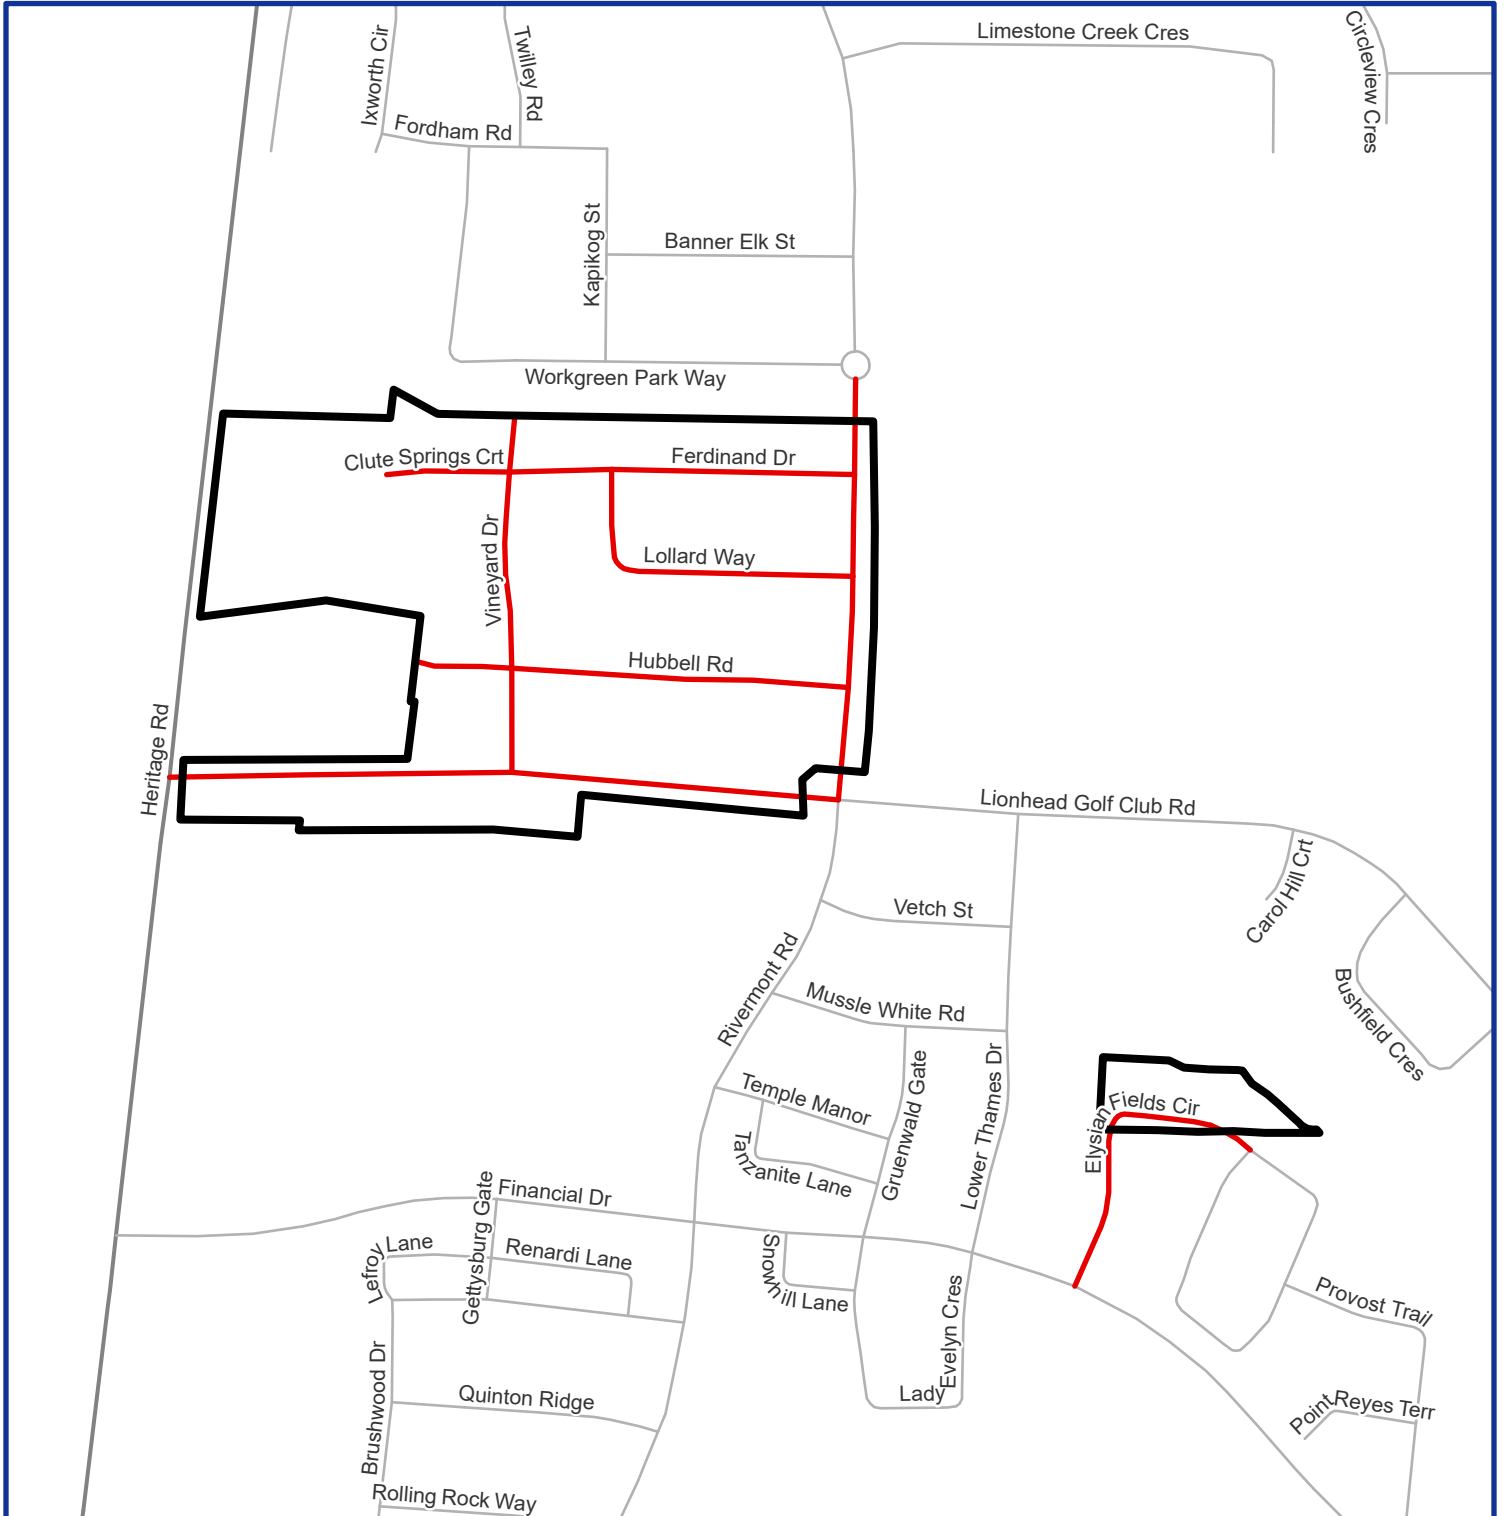 Limestone Creek Cres
Circleview Cres
Ixworth Cir
Twilley Rd
Fordham Rd
Kapikog St
Banner Elk St
Workgreen Park Way
Clute Springs Crt
Ferdinand Dr
Vineyard Dr
Lollard Way
Hubbell Rd
Heritage Rd
Lionhead Golf Club Rd
Carol Hill Crt
Vetch St
Rivermont Rd
Bushfield Cres
Mussle White Rd
Lower Thames Dr
Gruenwald Gate
Temple Manor
Tanzanite Lane
Elysian Fields Cir
Financial Dr
Gettysburg Gate
Lefroy Lane
Renardi Lane
Snowhill Lane
Lady Evelyn Cres
Provost Trail
Point Reyes Terr
Brushwood Dr
Quinton Ridge
Rolling Rock Way